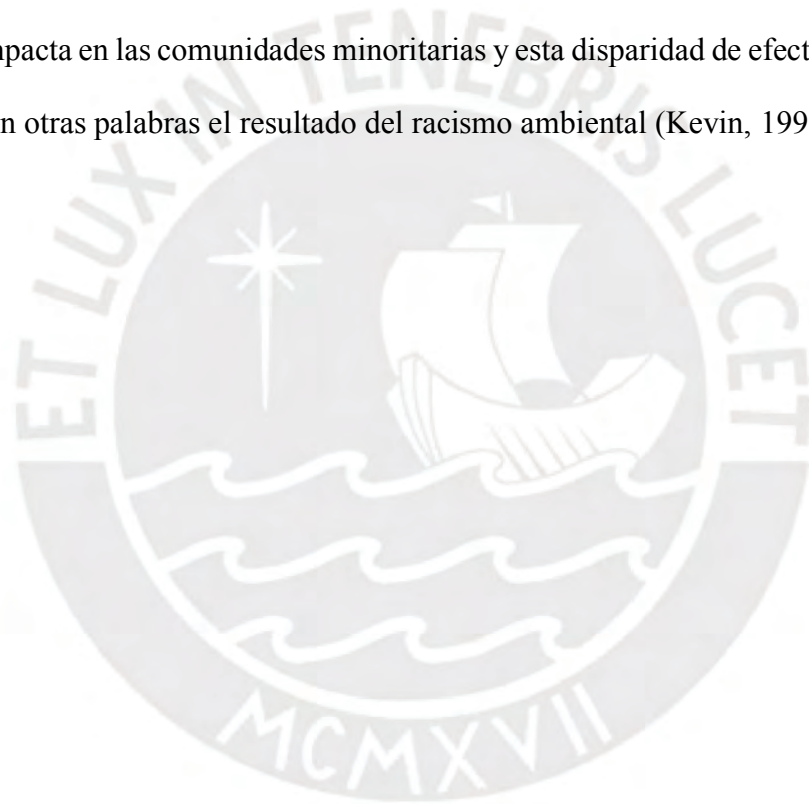 mpacta en las comunidades minoritarias y esta disparidad de efect
n otras palabras el resultado del racismo ambiental (Kevin, 199
ET LUX IN TENEBRIS LUCET
MCMXVII